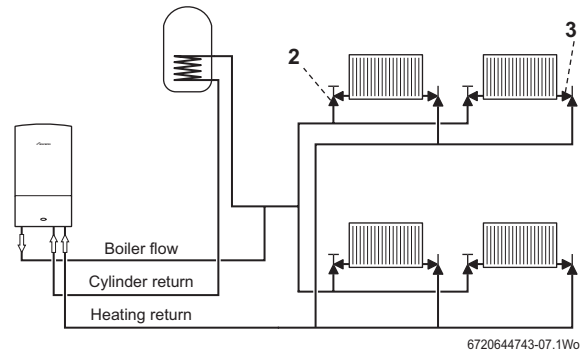 2
3
Boiler flow
Cylinder return
Heating return
6720644743-07.1Wo